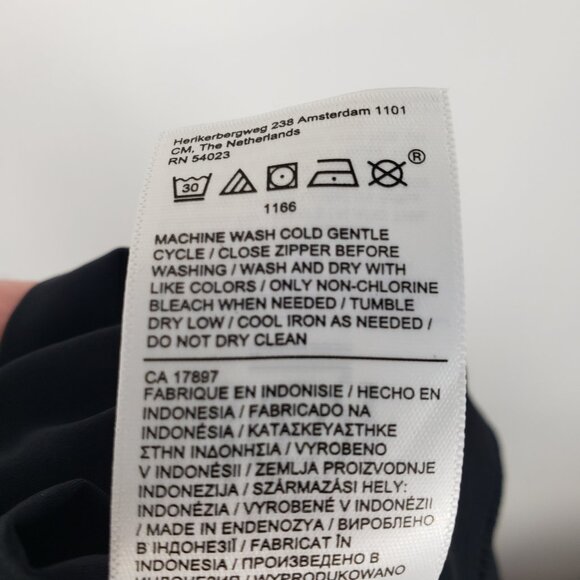 Herikerbergweg 238 Amsterdam 1101
CM, The Netherlands
RN 54023
30
®
1166
MACHINE WASH COLD GENTLE
CYCLE / CLOSE ZIPPER BEFORE
WASHING / WASH AND DRY WITH
LIKE COLORS / ONLY NON-CHLORINE
BLEACH WHEN NEEDED / TUMBLE
DRY LOW / COOL IRON AS NEEDED /
DO NOT DRY CLEAN
CA 17897
FABRIQUE EN INDONISIE / HECHO EN
INDONESIA / FABRICADO NA
INDONÉSIA / ΚΑΤΑΣΚΕΥΑΣΤΗΚΕ
ΣΤΗΝ ΙΝΔΟΝΗΣΙΑ / VYROBENO
V INDONÉSII / ZEMLJA PROIZVODNJE
INDONEZIJA / SZÁRMAZÁSI HELY:
INDONÉZIA / VYROBENÉ V INDONÉZII
/ MADE IN ENDENOZYA / ВИРОБЛЕНО
В ІНДОНЕЗІЇ / FABRICAT ÎN
INDONESIA / ПРОИЗВЕДЕНО В
ИНДОНЕЗИЯ / WYPRODUKOWANO